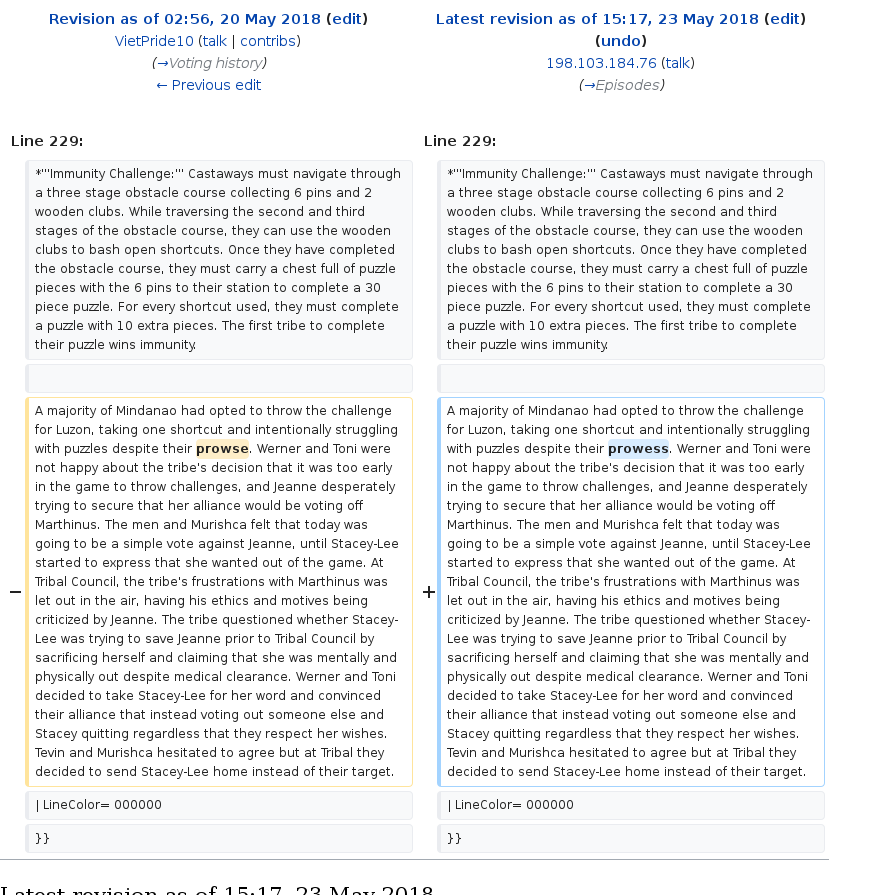 Revision as of 02:56, 20 May 2018 (edit)
VietPride10 (talk | contribs)
(→Voting history)
← Previous edit
Latest revision as of 15:17, 23 May 2018 (edit)
(undo)
198.103.184.76 (talk)
(→Episodes)
Line 229:
*'''Immunity Challenge:''' Castaways must navigate through
a three stage obstacle course collecting 6 pins and 2
wooden clubs. While traversing the second and third
stages of the obstacle course, they can use the wooden
clubs to bash open shortcuts. Once they have completed
the obstacle course, they must carry a chest full of puzzle
pieces with the 6 pins to their station to complete a 30
piece puzzle. For every shortcut used, they must complete
a puzzle with 10 extra pieces. The first tribe to complete
their puzzle wins immunity.
−
A majority of Mindanao had opted to throw the challenge
for Luzon, taking one shortcut and intentionally struggling
with puzzles despite their prowse. Werner and Toni were
not happy about the tribe's decision that it was too early
in the game to throw challenges, and Jeanne desperately
trying to secure that her alliance would be voting off
Marthinus. The men and Murishca felt that today was
going to be a simple vote against Jeanne, until Stacey-Lee
started to express that she wanted out of the game. At
Tribal Council, the tribe's frustrations with Marthinus was
let out in the air, having his ethics and motives being
criticized by Jeanne. The tribe questioned whether Stacey-
Lee was trying to save Jeanne prior to Tribal Council by
sacrificing herself and claiming that she was mentally and
physically out despite medical clearance. Werner and Toni
decided to take Stacey-Lee for her word and convinced
their alliance that instead voting out someone else and
Stacey quitting regardless that they respect her wishes.
Tevin and Murishca hesitated to agree but at Tribal they
decided to send Stacey-Lee home instead of their target.
| LineColor= 000000
}}
Line 229:
*'''Immunity Challenge:''' Castaways must navigate through
a three stage obstacle course collecting 6 pins and 2
wooden clubs. While traversing the second and third
stages of the obstacle course, they can use the wooden
clubs to bash open shortcuts. Once they have completed
the obstacle course, they must carry a chest full of puzzle
pieces with the 6 pins to their station to complete a 30
piece puzzle. For every shortcut used, they must complete
a puzzle with 10 extra pieces. The first tribe to complete
their puzzle wins immunity.
+
A majority of Mindanao had opted to throw the challenge
for Luzon, taking one shortcut and intentionally struggling
with puzzles despite their prowess. Werner and Toni were
not happy about the tribe's decision that it was too early
in the game to throw challenges, and Jeanne desperately
trying to secure that her alliance would be voting off
Marthinus. The men and Murishca felt that today was
going to be a simple vote against Jeanne, until Stacey-Lee
started to express that she wanted out of the game. At
Tribal Council, the tribe's frustrations with Marthinus was
let out in the air, having his ethics and motives being
criticized by Jeanne. The tribe questioned whether Stacey-
Lee was trying to save Jeanne prior to Tribal Council by
sacrificing herself and claiming that she was mentally and
physically out despite medical clearance. Werner and Toni
decided to take Stacey-Lee for her word and convinced
their alliance that instead voting out someone else and
Stacey quitting regardless that they respect her wishes.
Tevin and Murishca hesitated to agree but at Tribal they
decided to send Stacey-Lee home instead of their target.
| LineColor= 000000
}}
Latest revision as of 15:17, 23 May 2018